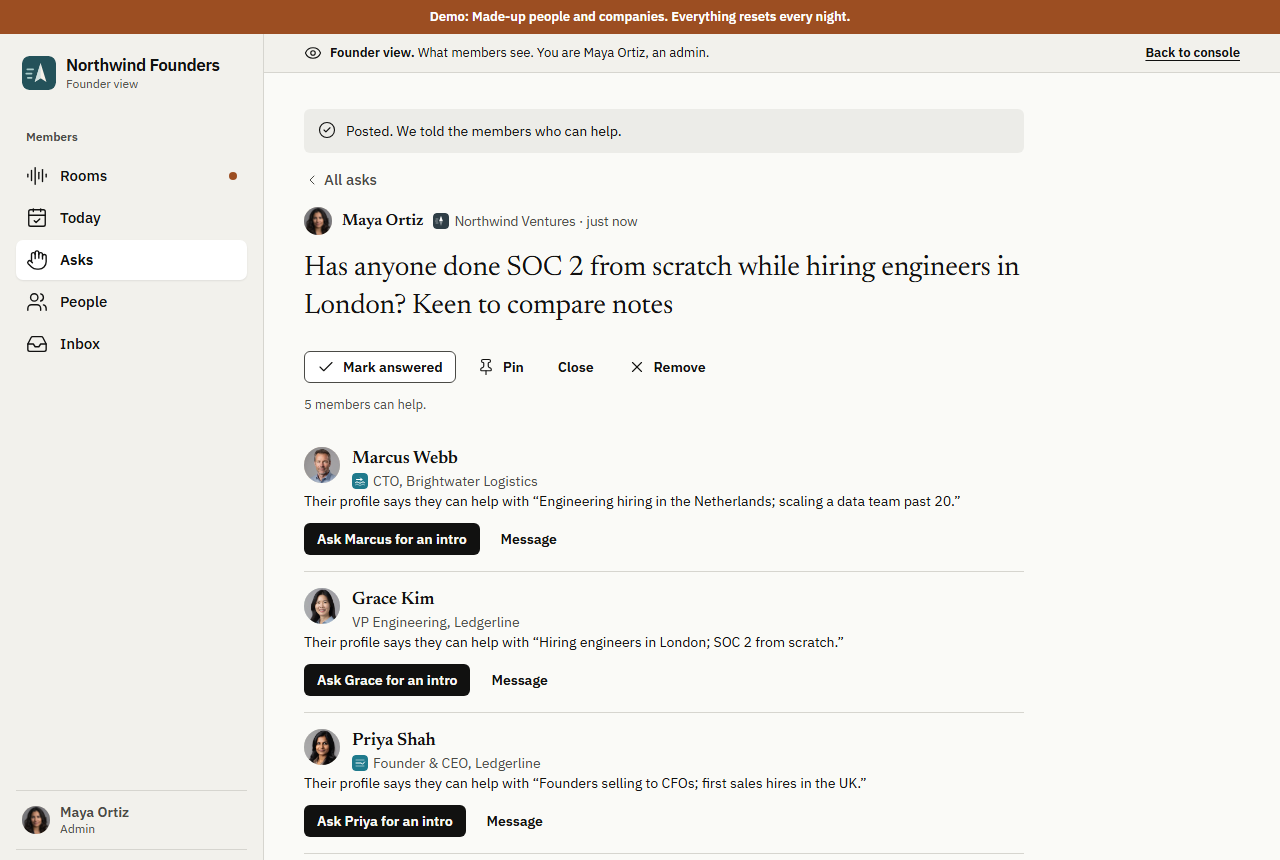 Demo: Made-up people and companies. Everything resets every night.
Northwind Founders
Founder view
Founder view. What members see. You are Maya Ortiz, an admin.
Back to console
Members
Rooms
Today
Asks
People
Inbox
Maya Ortiz
Admin
Posted. We told the members who can help.
All asks
Maya Ortiz Northwind Ventures · just now
Has anyone done SOC 2 from scratch while hiring engineers in
London? Keen to compare notes
Mark answered Pin Close Remove
5 members can help.
Marcus Webb
CTO, Brightwater Logistics
Their profile says they can help with “Engineering hiring in the Netherlands; scaling a data team past 20.”
Ask Marcus for an intro Message
Grace Kim
VP Engineering, Ledgerline
Their profile says they can help with “Hiring engineers in London; SOC 2 from scratch.”
Ask Grace for an intro Message
Priya Shah
Founder & CEO, Ledgerline
Their profile says they can help with “Founders selling to CFOs; first sales hires in the UK.”
Ask Priya for an intro Message